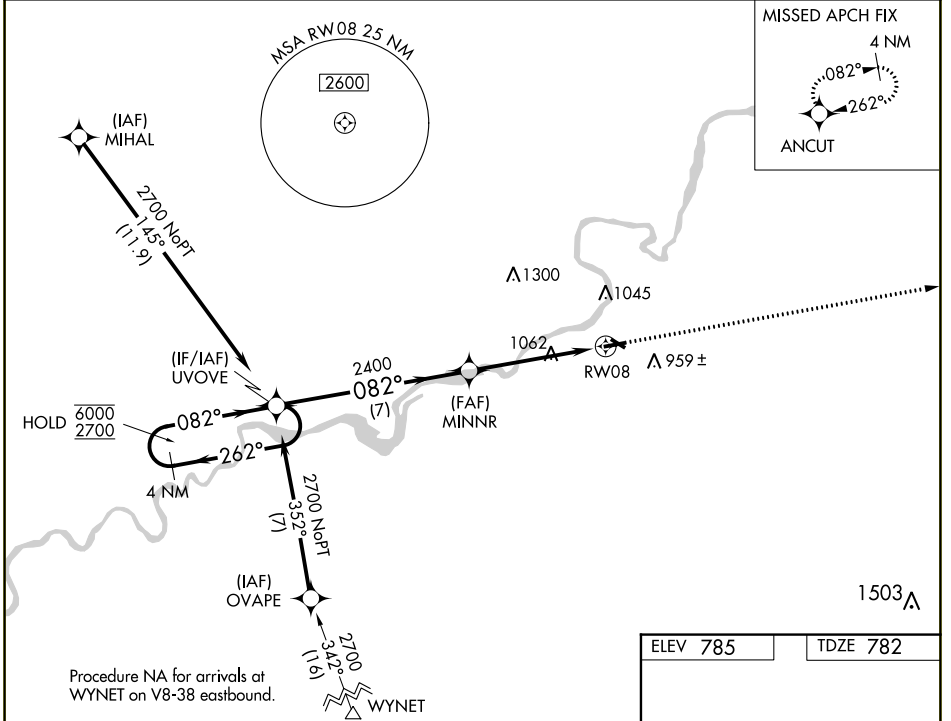 MISSED APCH FIX
4 NM
082°
262°
ANCUT
MSA RW08 25 NM
2600
(IAF)
MIHAL
2700 NoPT
145°
(11.9)
1300
1045
1062
RW08
959 ±
(IF/IAF)
UVOVE
2400
082°
(7)
(FAF)
MINNR
HOLD
6000
2700
082°
262°
4 NM
2700 NoPT
352°
(7)
(IAF)
OVAPE
2700
342°
(16)
WYNET
1503
Procedure NA for arrivals at
WYNET on V8-38 eastbound.
ELEV 785
TDZE 782